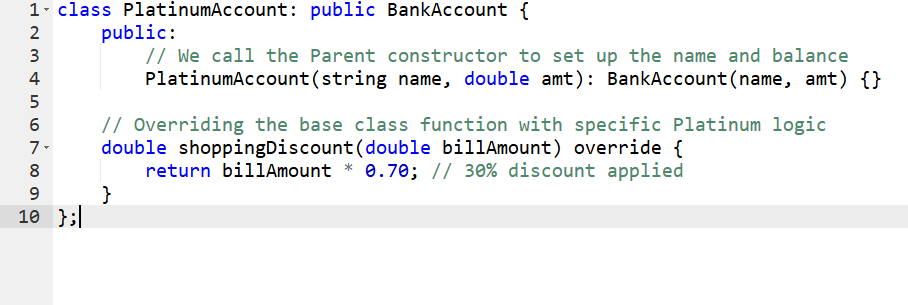 1 class PlatinumAccount: public BankAccount {
2     public:
3         // We call the Parent constructor to set up the name and balance
4         PlatinumAccount(string name, double amt): BankAccount(name, amt) {}
5
6     // Overriding the base class function with specific Platinum logic
7     double shoppingDiscount(double billAmount) override {
8         return billAmount * 0.70; // 30% discount applied
9     }
10 };